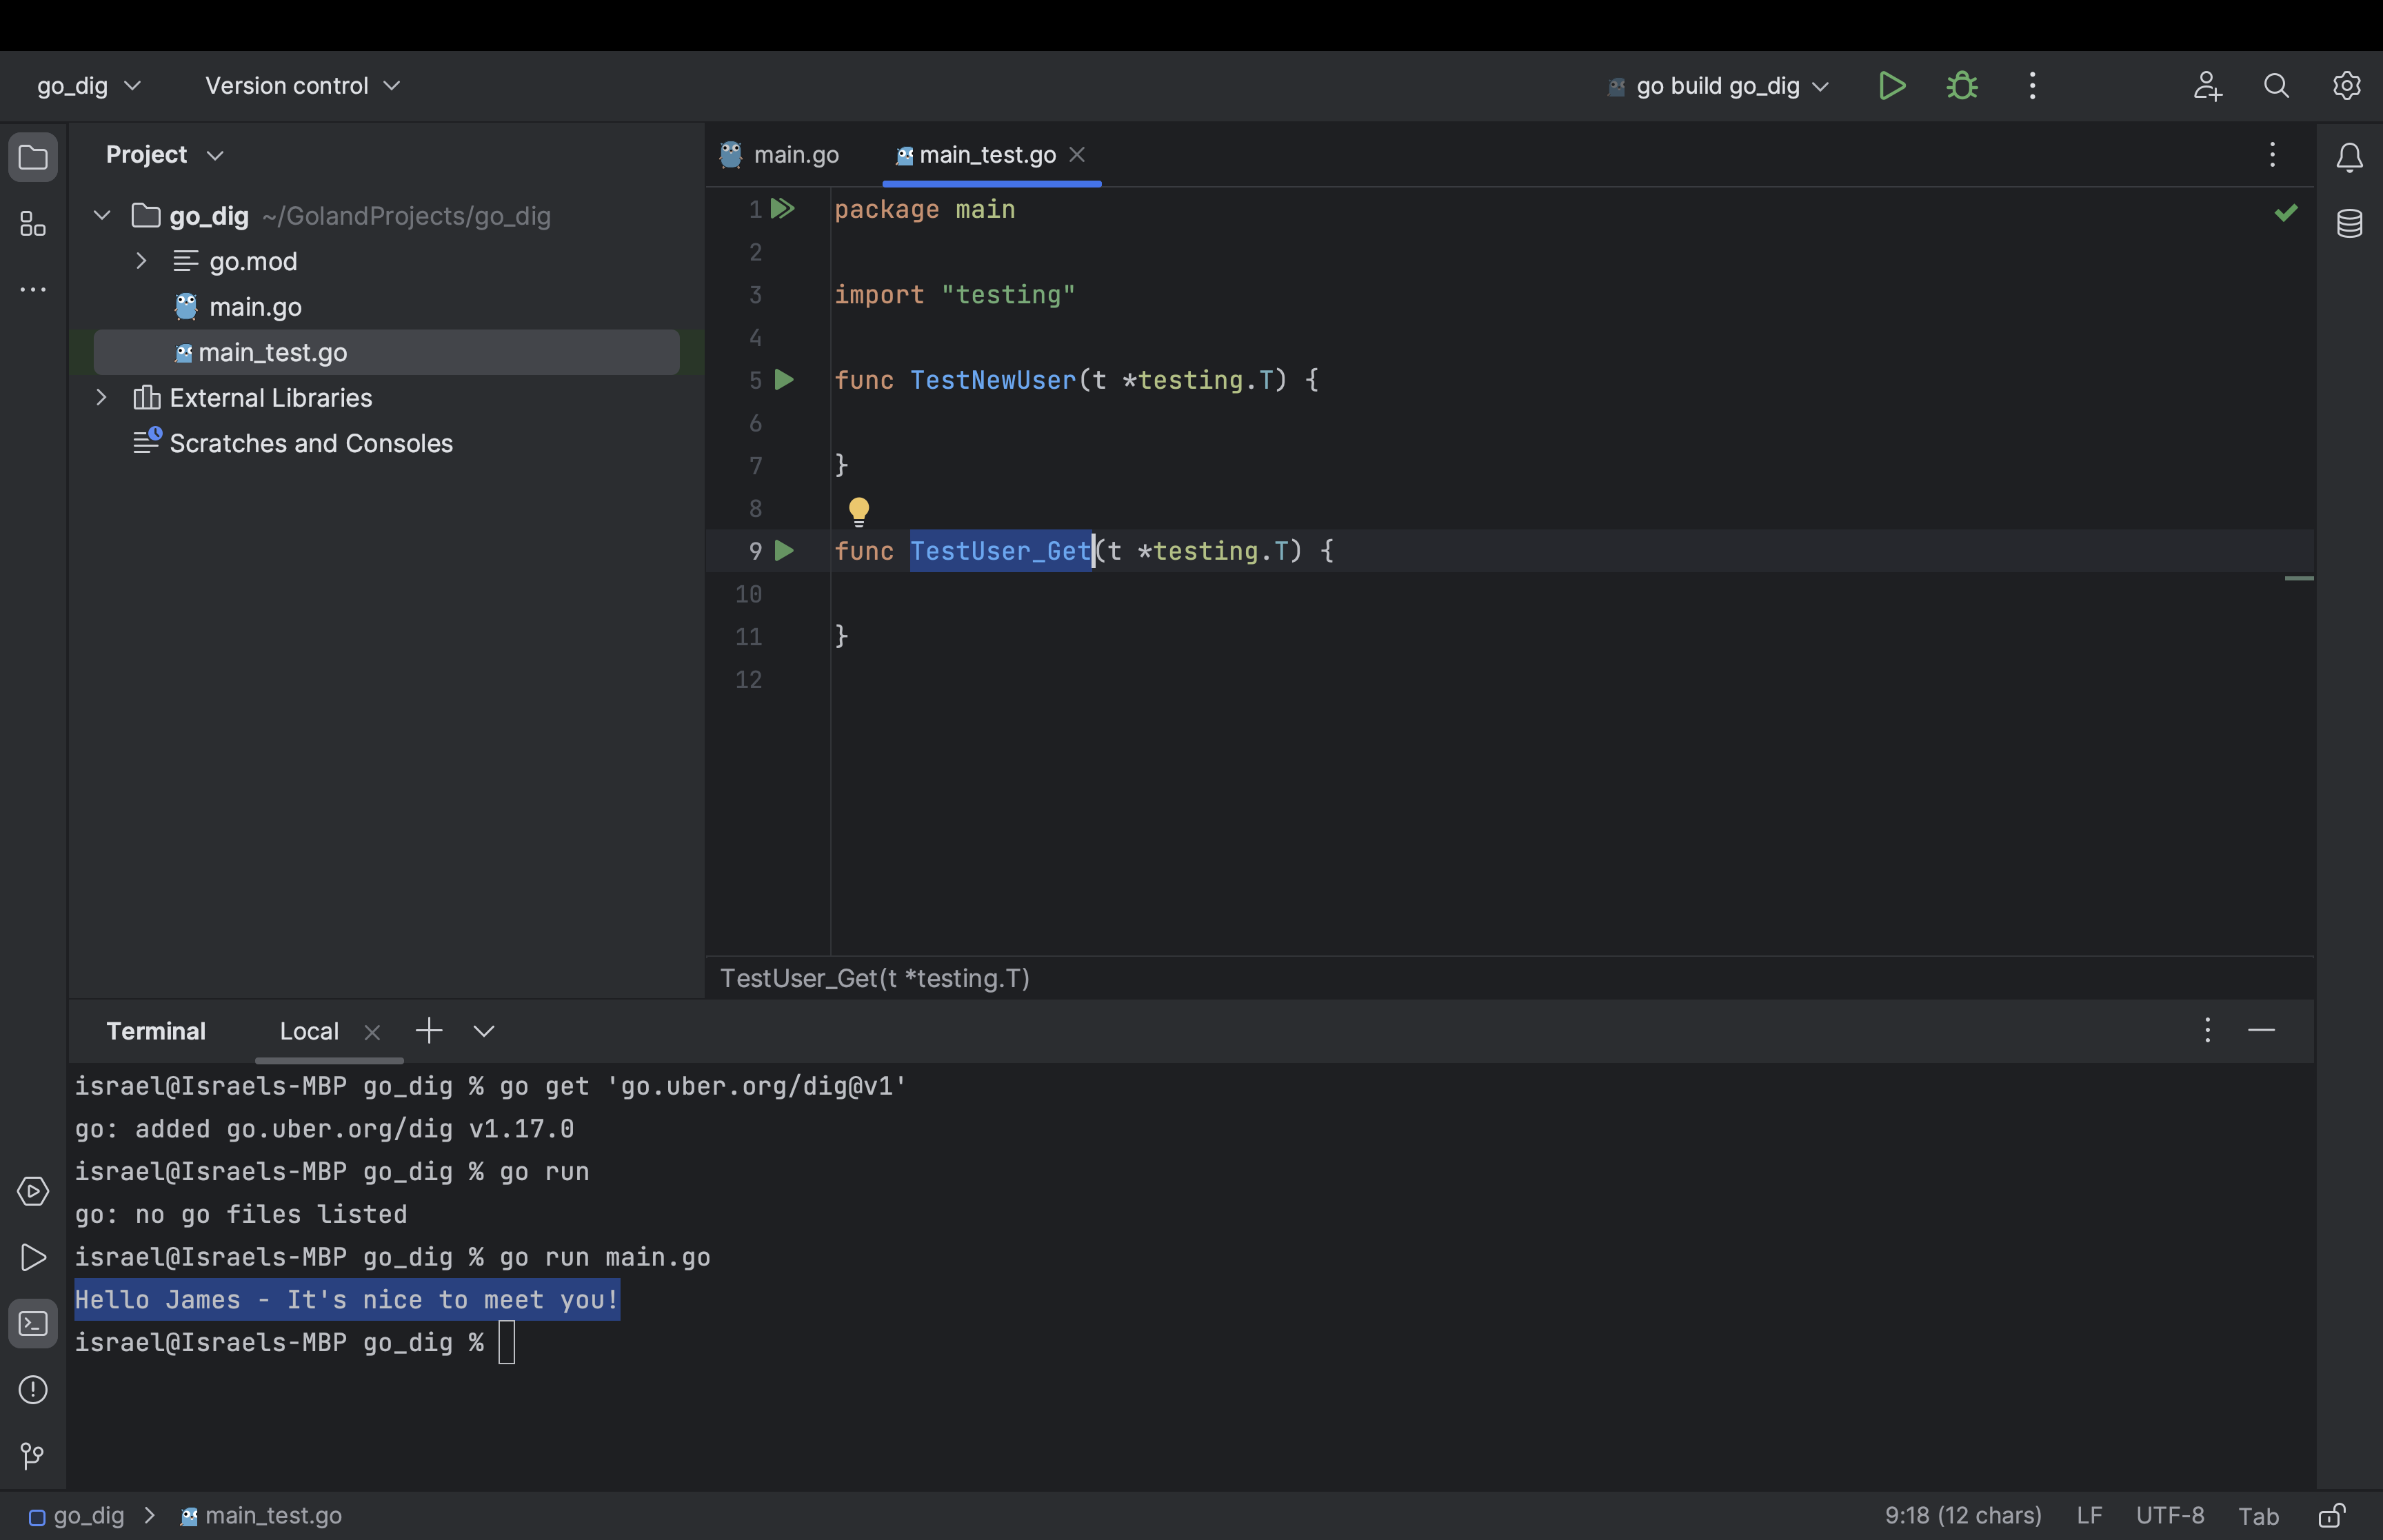 go_dig
Version control
go build go_dig
Project
main.go
main_test.go
go_dig ~/GolandProjects/go_dig
go.mod
main.go
main_test.go
External Libraries
Scratches and Consoles
1 package main
2
3 import "testing"
4
5 func TestNewUser(t *testing.T) {
6
7 }
8
9 func TestUser_Get(t *testing.T) {
10
11 }
12
TestUser_Get(t *testing.T)
Terminal
Local
israel@Israels-MBP go_dig % go get 'go.uber.org/dig@v1'
go: added go.uber.org/dig v1.17.0
israel@Israels-MBP go_dig % go run
go: no go files listed
israel@Israels-MBP go_dig % go run main.go
Hello James - It's nice to meet you!
israel@Israels-MBP go_dig %
go_dig > main_test.go
9:18 (12 chars)
LF
UTF-8
Tab